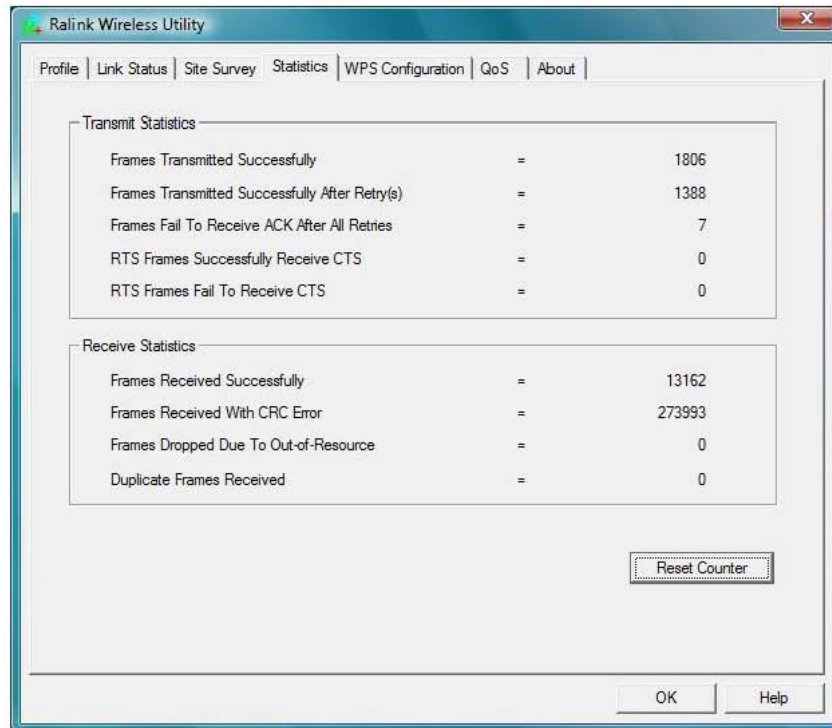 Ralink Wireless Utility
Profile Link Status Site Survey Statistics WPS Configuration QoS About
Transmit Statistics
Frames Transmitted Successfully = 1806
Frames Transmitted Successfully After Retry(s) = 1388
Frames Fail To Receive ACK After All Retries = 7
RTS Frames Successfully Receive CTS = 0
RTS Frames Fail To Receive CTS = 0
Receive Statistics
Frames Received Successfully = 13162
Frames Received With CRC Error = 273993
Frames Dropped Due To Out-of-Resource = 0
Duplicate Frames Received = 0
Reset Counter
OK Help